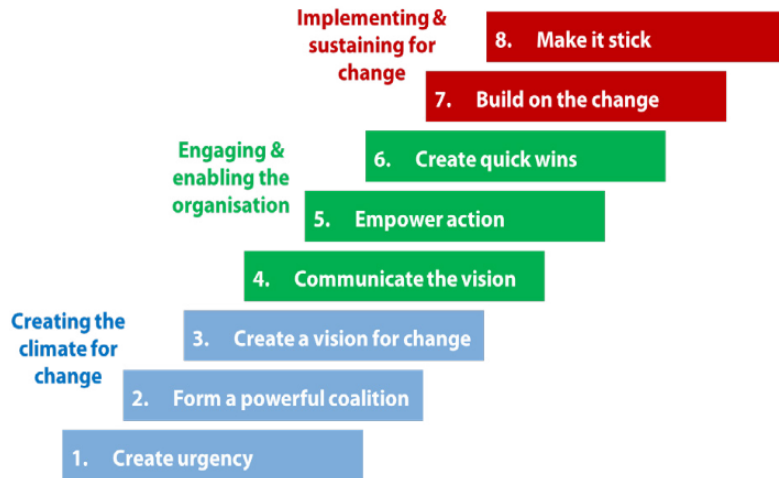 Implementing &
sustaining for
change
8. Make it stick
7. Build on the change
Engaging &
enabling the
organisation
6. Create quick wins
5. Empower action
4. Communicate the vision
Creating the
climate for
change
3. Create a vision for change
2. Form a powerful coalition
1. Create urgency